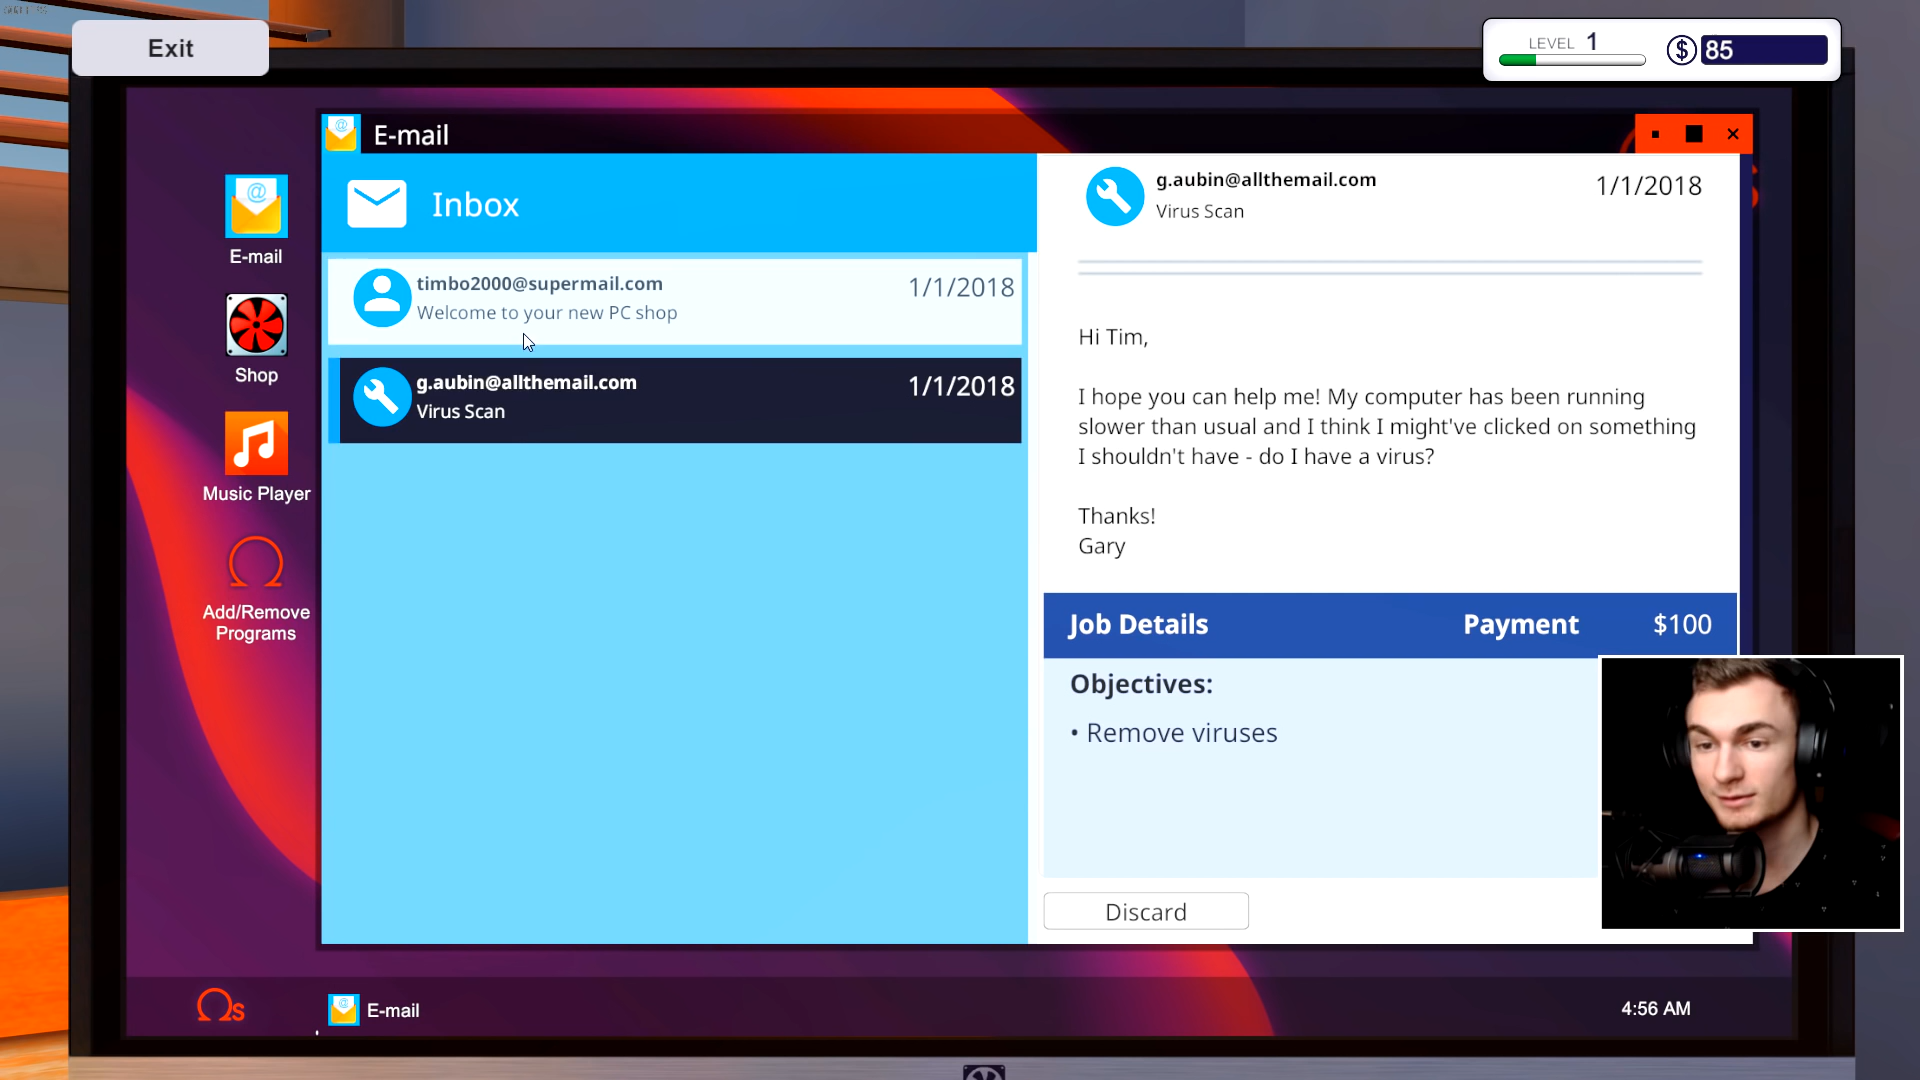 Exit
LEVEL 1
$ 85
E-mail
E-mail
Shop
Music Player
Add/Remove
Programs
Inbox
timbo2000@supermail.com
1/1/2018
Welcome to your new PC shop
g.aubin@allthemail.com
1/1/2018
Virus Scan
g.aubin@allthemail.com
1/1/2018
Virus Scan
Hi Tim,
I hope you can help me! My computer has been running
slower than usual and I think I might've clicked on something
I shouldn't have - do I have a virus?
Thanks!
Gary
Job Details Payment $100
Objectives:
• Remove viruses
Discard
Ωs
E-mail
4:56 AM